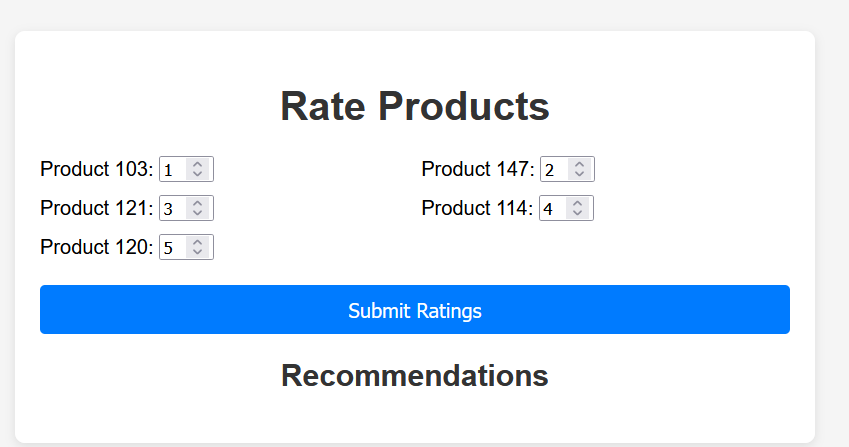 Rate Products
Product 103: 1 Product 147: 2
Product 121: 3 Product 114: 4
Product 120: 5
Submit Ratings
Recommendations